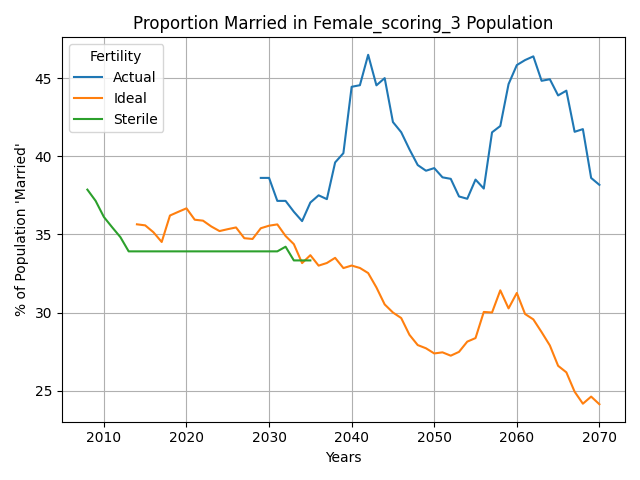 Proportion Married in Female_scoring_3 Population
Fertility
Actual
Ideal
Sterile
% of Population 'Married'
45
40
35
30
25
2010 2020 2030 2040 2050 2060 2070
Years